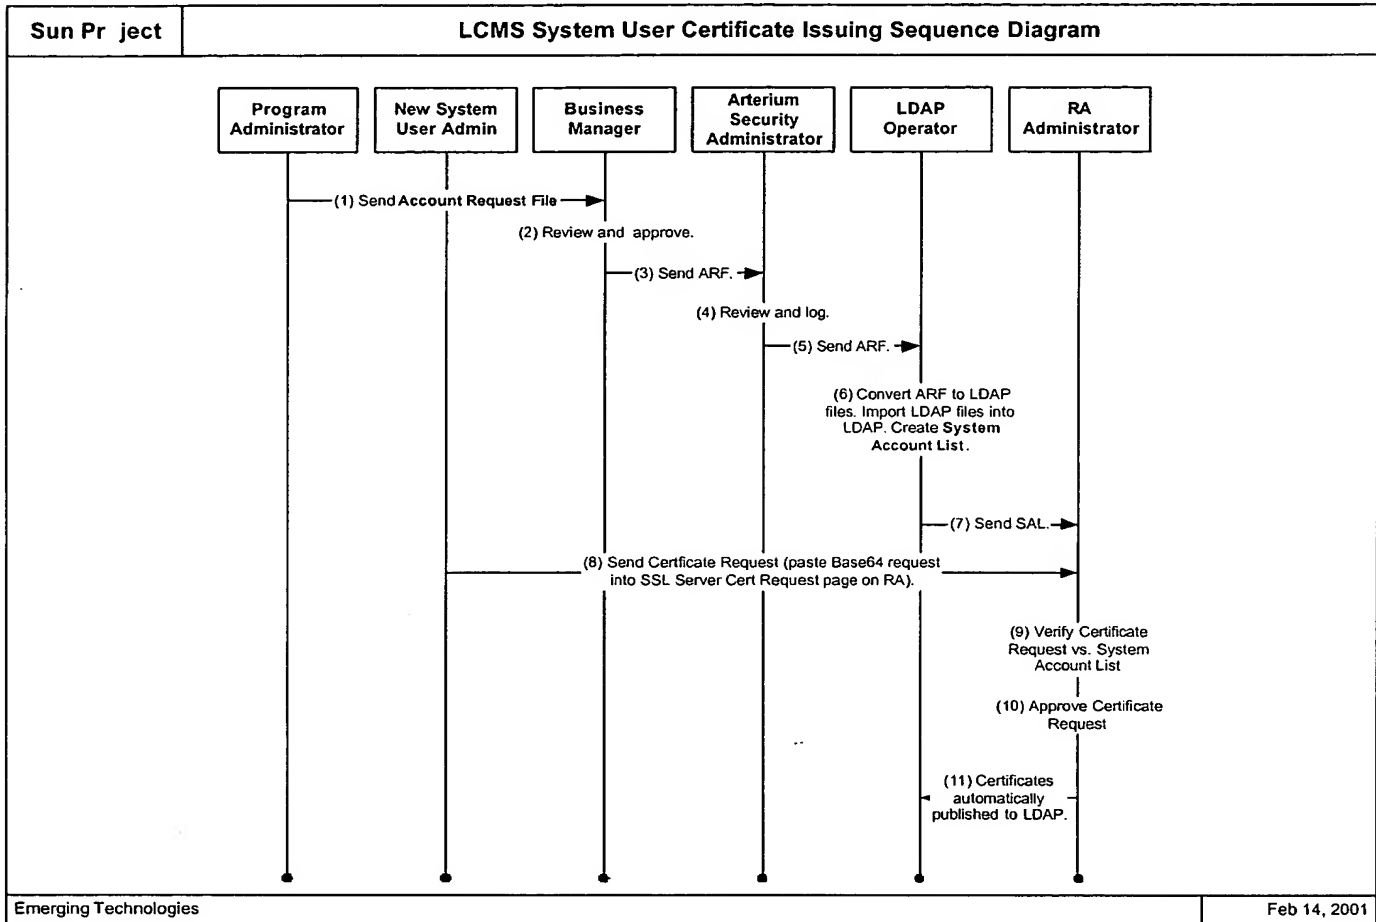 Sun Pr ject
LCMS System User Certificate Issuing Sequence Diagram
Program
Administrator
New System
User Admin
Business
Manager
Arterium
Security
Administrator
LDAP
Operator
RA
Administrator
(1) Send Account Request File
(2) Review and approve.
(3) Send ARF.
(4) Review and log.
(5) Send ARF.
(6) Convert ARF to LDAP
files. Import LDAP files into
LDAP. Create System
Account List.
(7) Send SAL.
(8) Send Certficate Request (paste Base64 request
into SSL Server Cert Request page on RA).
(9) Verify Certificate
Request vs. System
Account List
(10) Approve Certificate
Request
(11) Certificates
automatically
published to LDAP.
Emerging Technologies
Feb 14, 2001